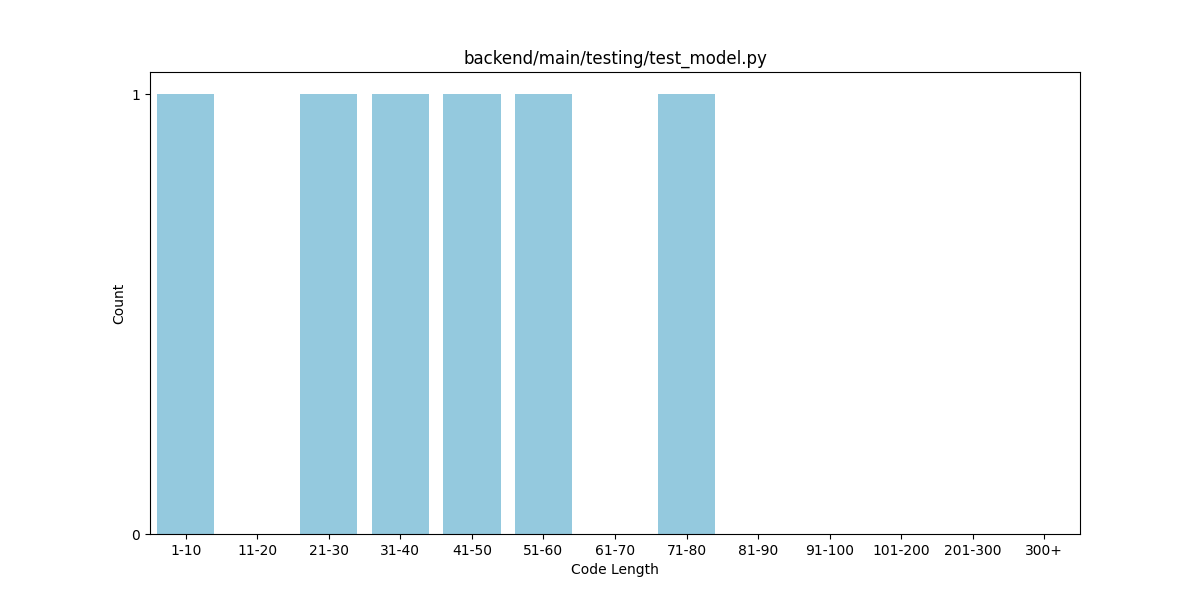 backend/main/testing/test_model.py
1
0
Count
1-10 11-20 21-30 31-40 41-50 51-60 61-70 71-80 81-90 91-100 101-200 201-300 300+
Code Length